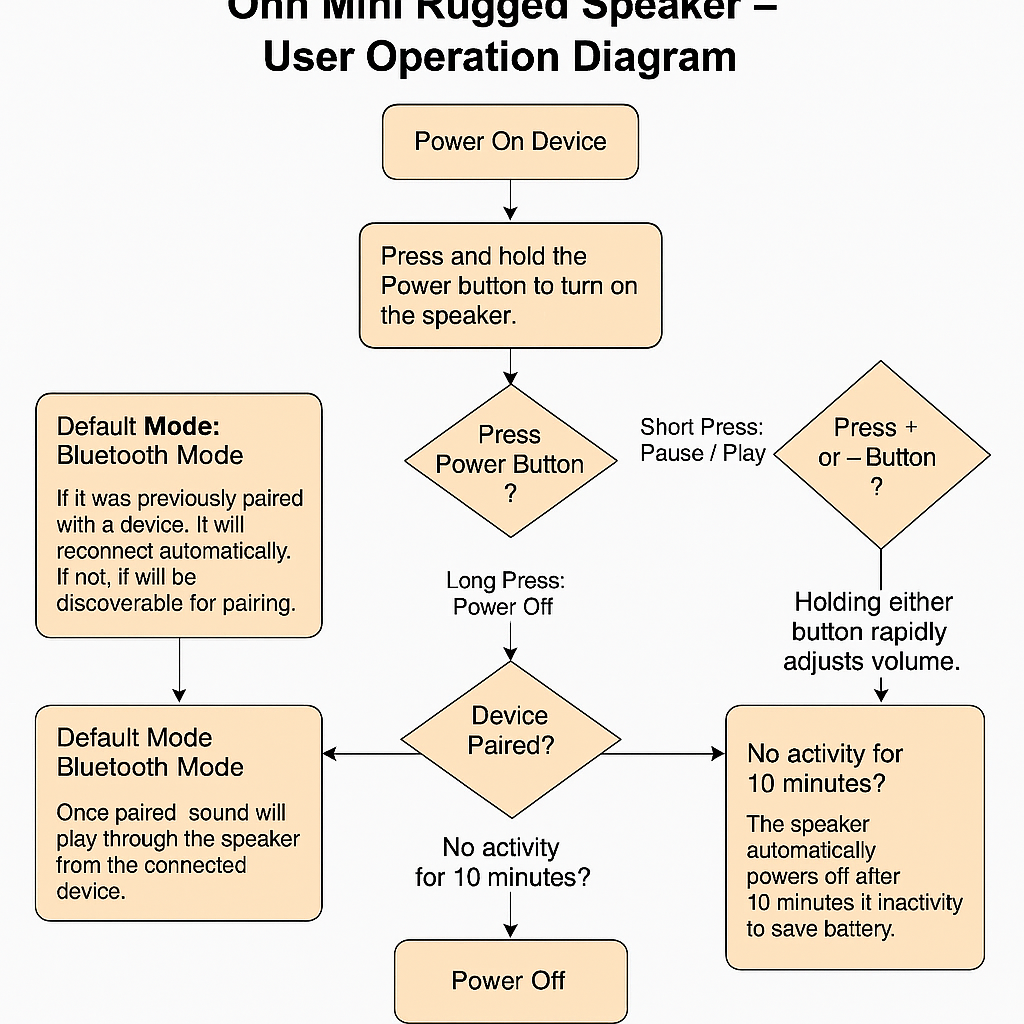 Onn Mini Rugged Speaker –
User Operation Diagram
Power On Device
Press and hold the
Power button to turn on
the speaker.
Press
Power Button
?
Short Press:
Pause / Play
Press +
or – Button
?
Default Mode:
Bluetooth Mode
If it was previously paired
with a device. It will
reconnect automatically.
If not, if will be
discoverable for pairing.
Long Press:
Power Off
Holding either
button rapidly
adjusts volume.
Device
Paired?
Default Mode
Bluetooth Mode
Once paired sound will
play through the speaker
from the connected
device.
No activity for
10 minutes?
The speaker
automatically
powers off after
10 minutes it inactivity
to save battery.
No activity
for 10 minutes?
Power Off